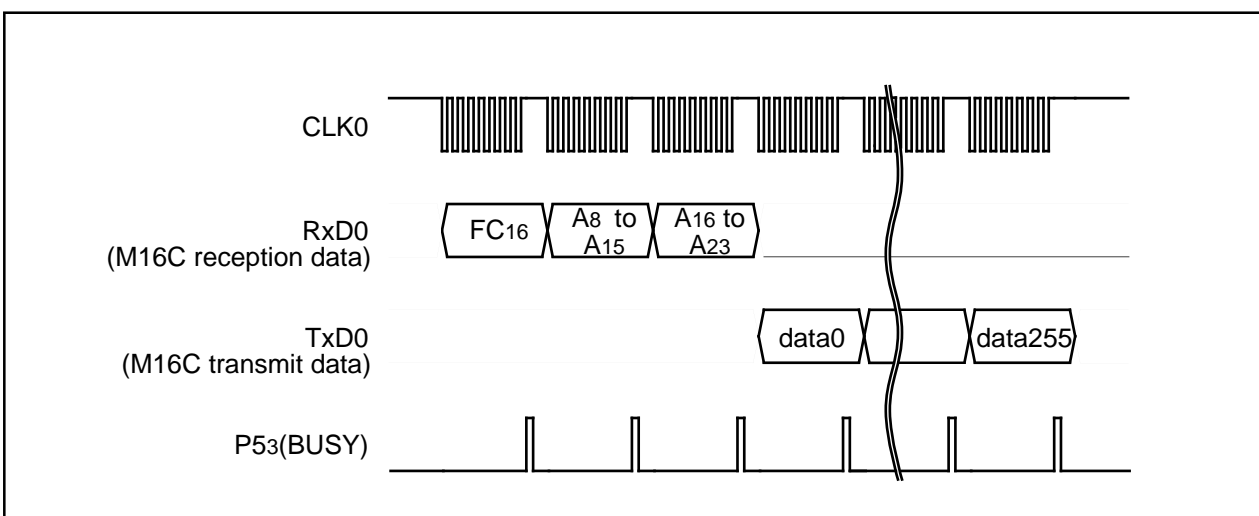 CLK0
RxD0
(M16C reception data)
FC16
A8 to
A15
A16 to
A23
TxD0
(M16C transmit data)
data0
data255
P53(BUSY)